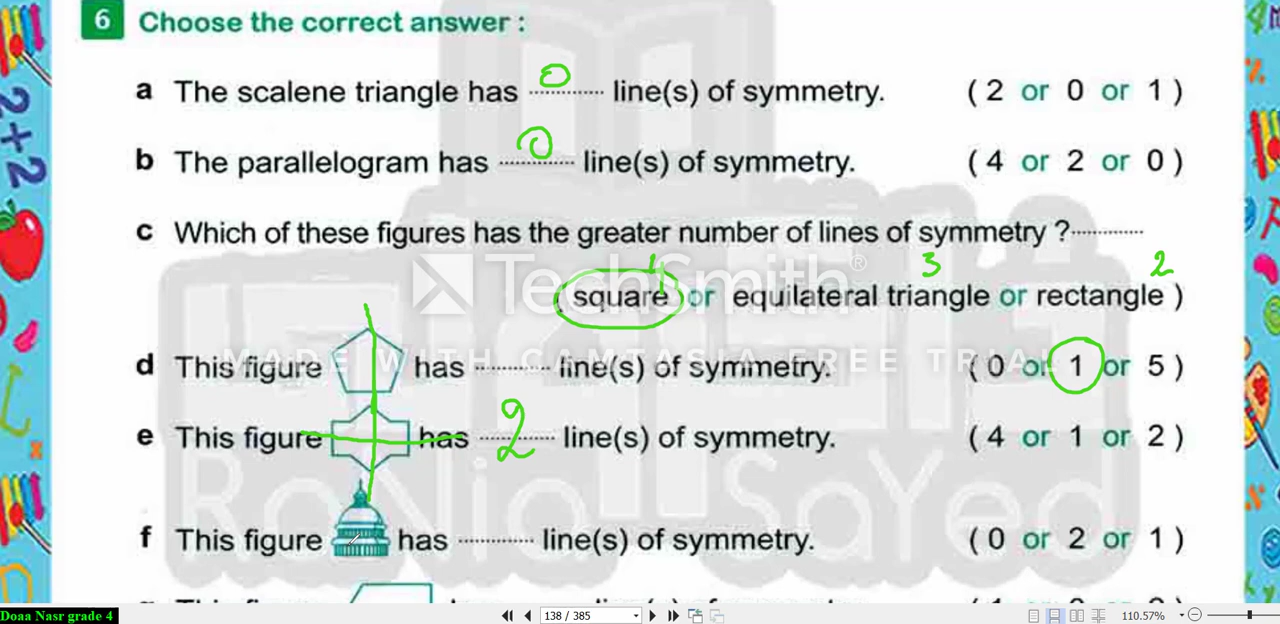 6 Choose the correct answer :
a The scalene triangle has 0 line(s) of symmetry. ( 2 or 0 or 1 )
b The parallelogram has 0 line(s) of symmetry. ( 4 or 2 or 0 )
c Which of these figures has the greater number of lines of symmetry ?............
4 3 2
( square or equilateral triangle or rectangle )
TechSmith®
MADE WITH CAMTASIA FREE TRIAL
d This figure has ............ line(s) of symmetry. ( 0 or 1 or 5 )
e This figure has 2 line(s) of symmetry. ( 4 or 1 or 2 )
RaNia SaYed
f This figure has ............ line(s) of symmetry. ( 0 or 2 or 1 )
Doaa Nasr grade 4
138 / 385
110.57%
2+2